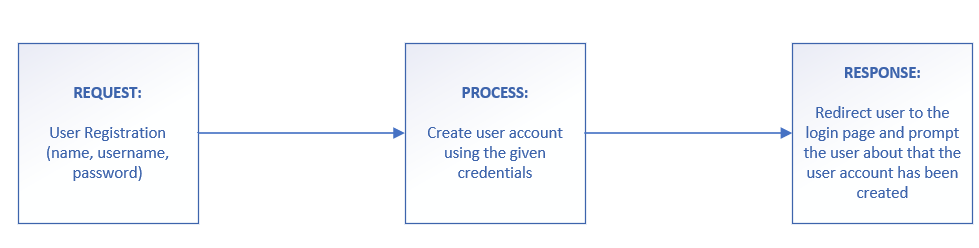 REQUEST:
User Registration
(name, username,
password)
PROCESS:
Create user account
using the given
credentials
RESPONSE:
Redirect user to the
login page and prompt
the user about that the
user account has been
created